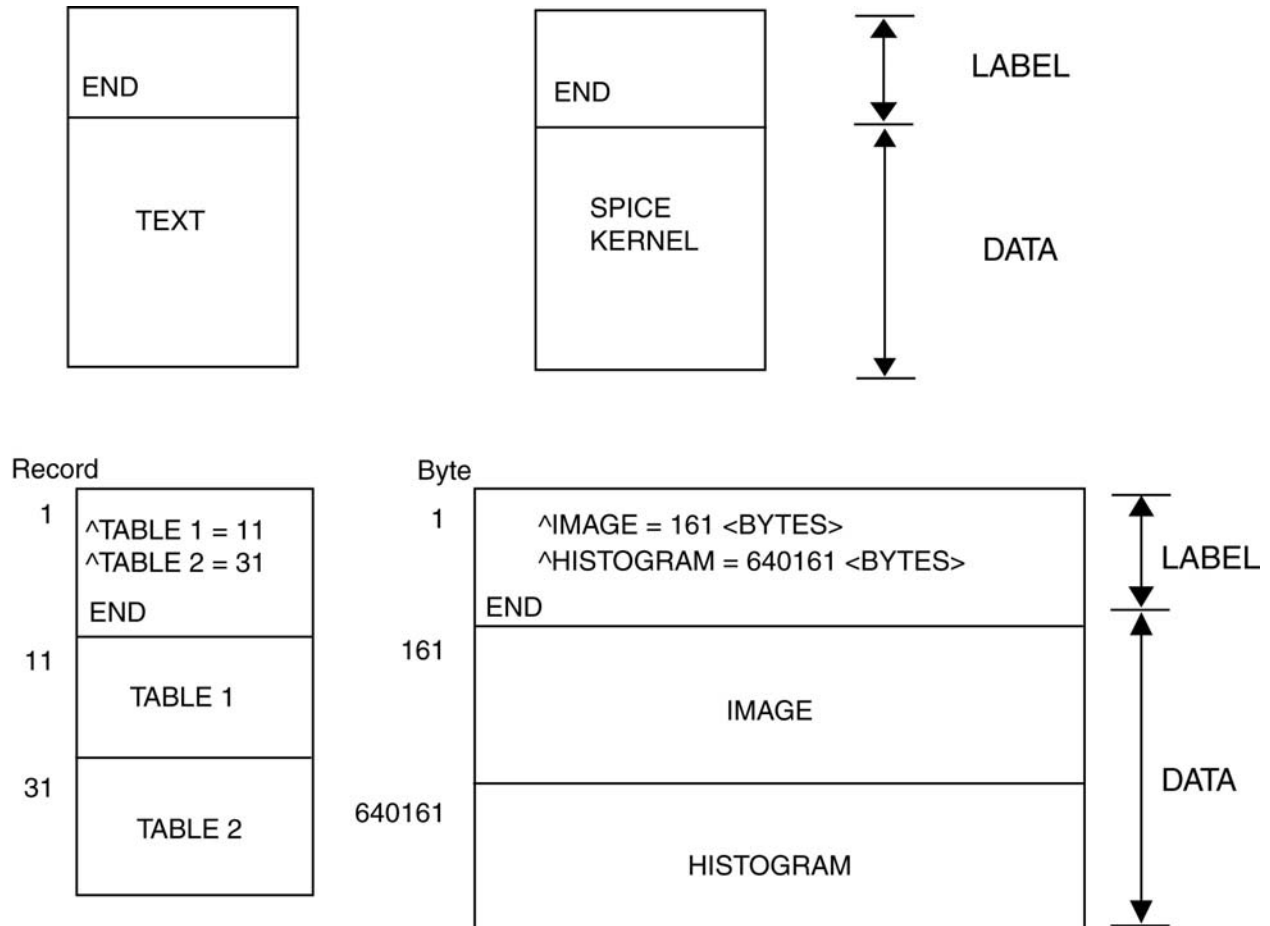 END
TEXT
END
SPICE
KERNEL
LABEL
DATA
Record
1
^TABLE 1 = 11
^TABLE 2 = 31
END
11
TABLE 1
31
TABLE 2
Byte
1
^IMAGE = 161 <BYTES>
^HISTOGRAM = 640161 <BYTES>
END
161
IMAGE
640161
HISTOGRAM
LABEL
DATA